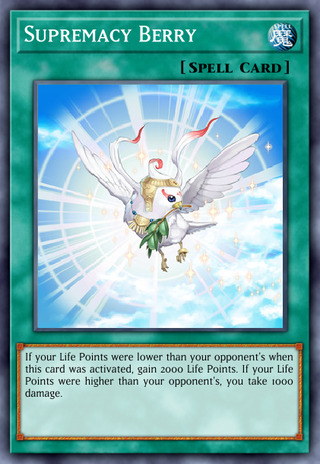 Supremacy Berry
[Spell Card]
If your Life Points were lower than your opponent's when
this card was activated, gain 2000 Life Points. If your Life
Points were higher than your opponent's, you take 1000
damage.